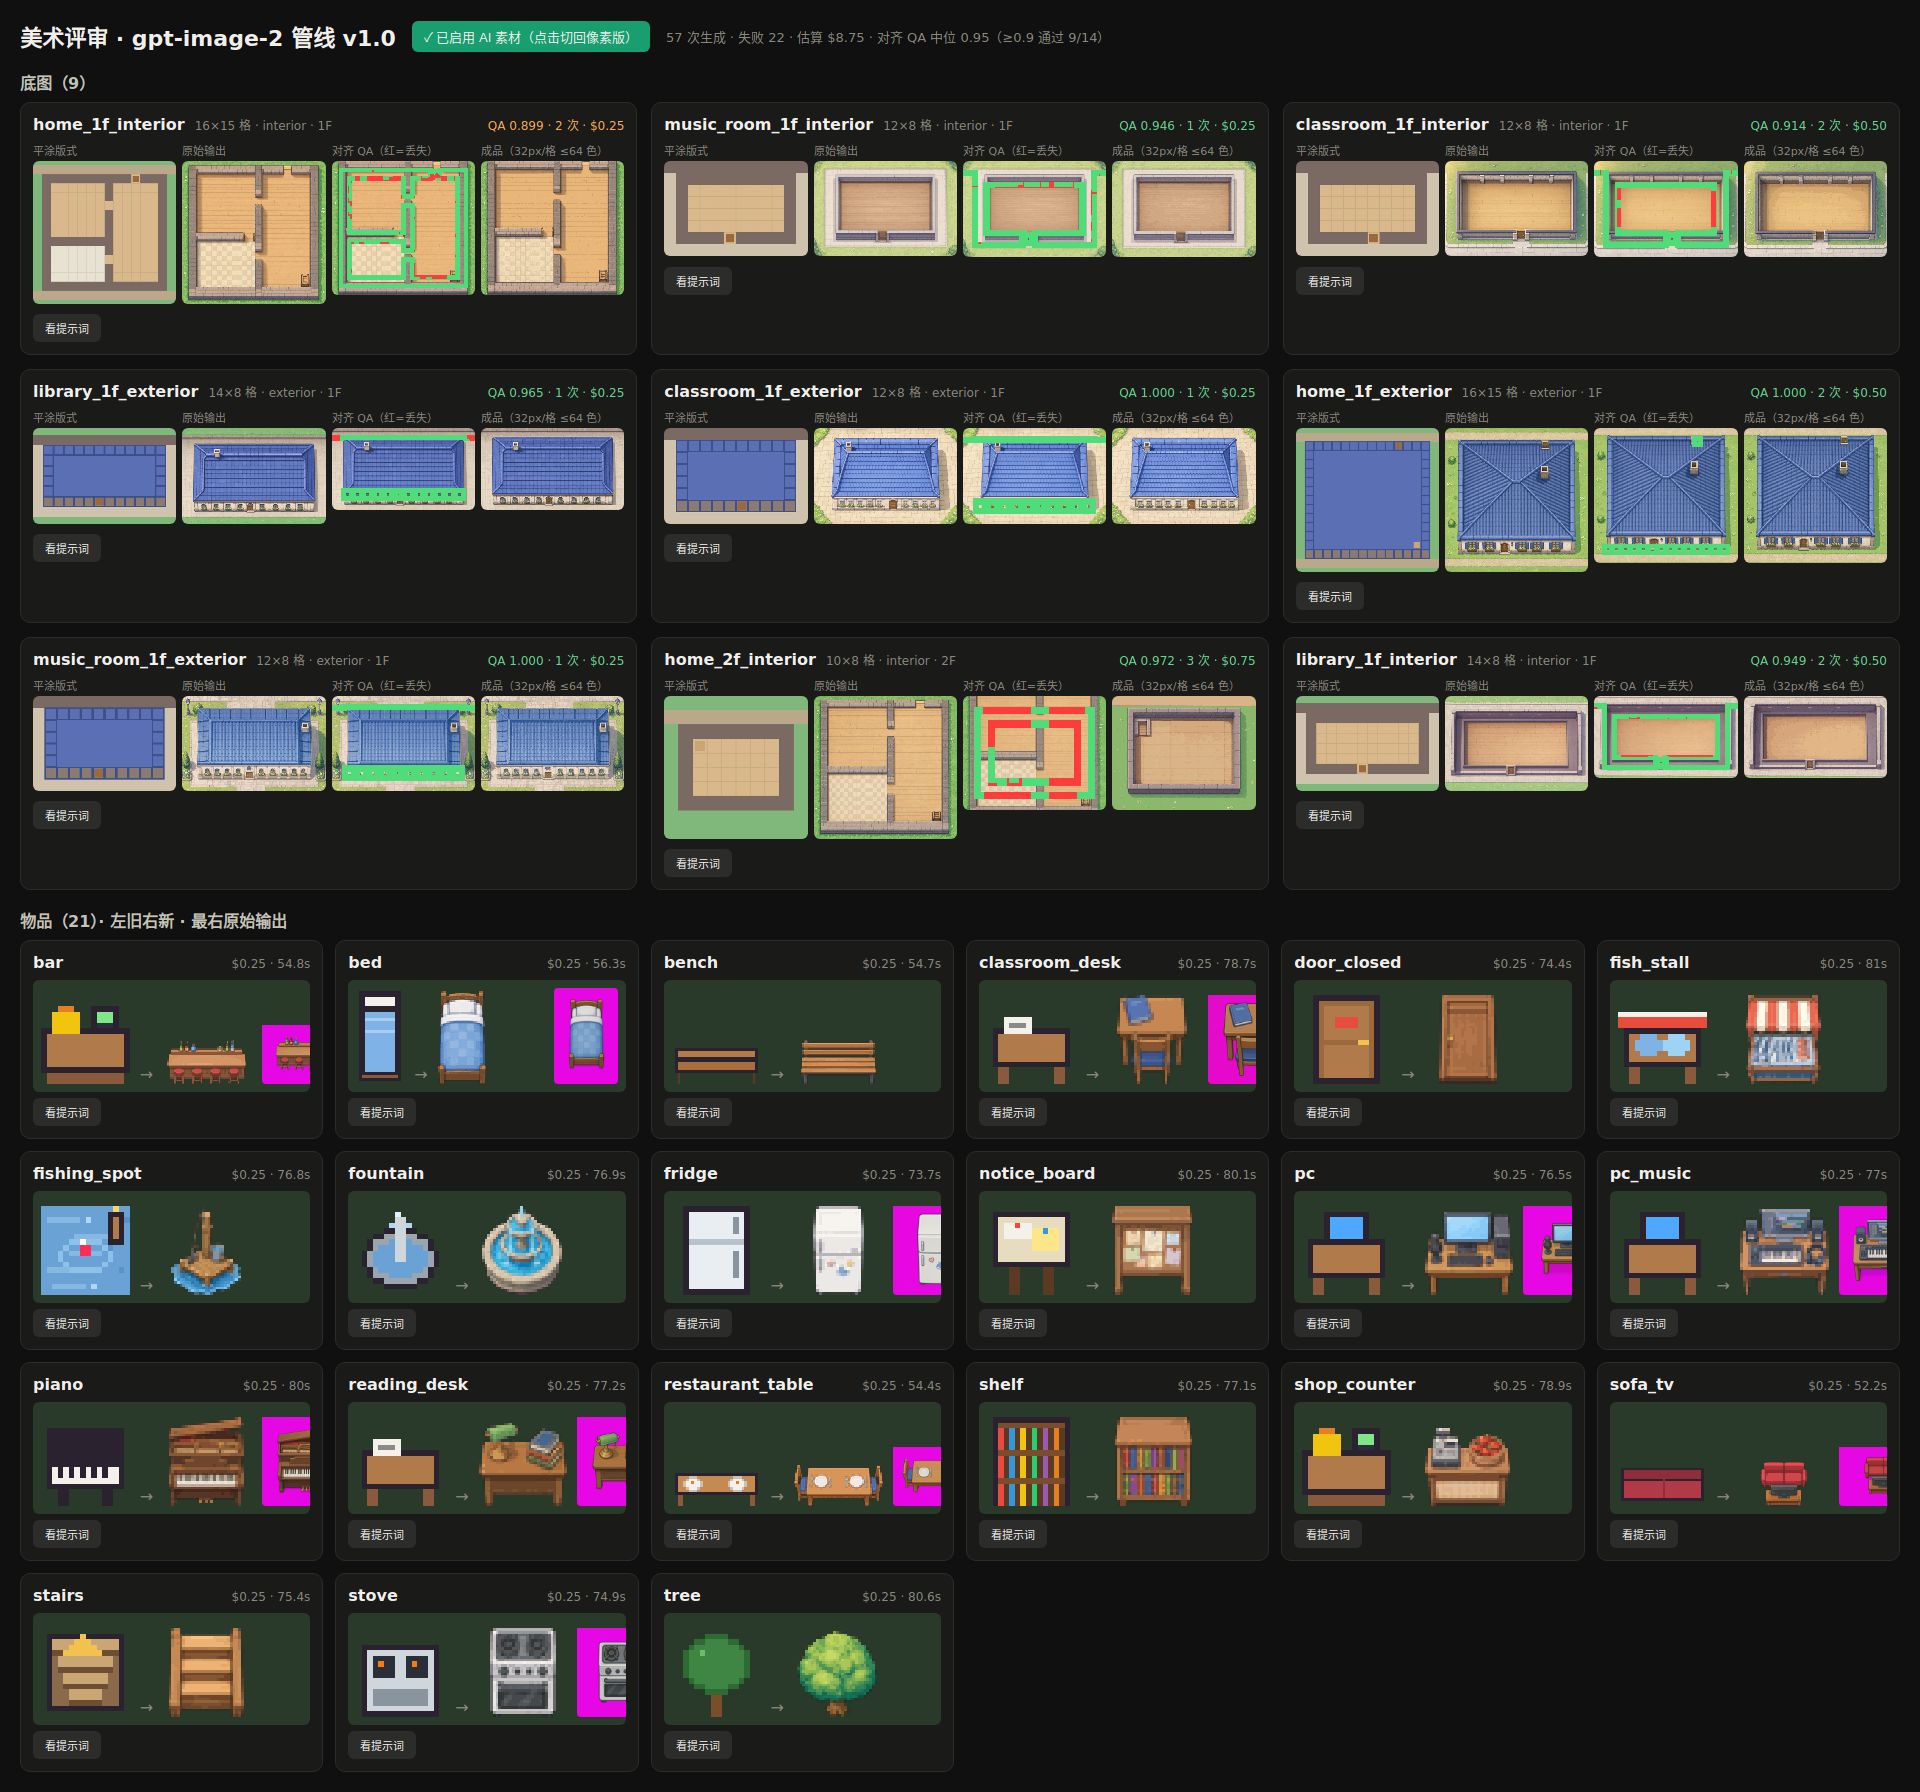 美术评审 · gpt-image-2 管线 v1.0
✓ 已启用 AI 素材（点击切回像素版）
57 次生成 · 失败 22 · 估算 $8.75 · 对齐 QA 中位 0.95（≥0.9 通过 9/14）
底图（9）
home_1f_interior 16×15 格 · interior · 1F QA 0.899 · 2 次 · $0.25
平涂版式 原始输出 对齐 QA（红=丢失） 成品（32px/格 ≤64 色）
看提示词
music_room_1f_interior 12×8 格 · interior · 1F QA 0.946 · 1 次 · $0.25
平涂版式 原始输出 对齐 QA（红=丢失） 成品（32px/格 ≤64 色）
看提示词
classroom_1f_interior 12×8 格 · interior · 1F QA 0.914 · 2 次 · $0.50
平涂版式 原始输出 对齐 QA（红=丢失） 成品（32px/格 ≤64 色）
看提示词
library_1f_exterior 14×8 格 · exterior · 1F QA 0.965 · 1 次 · $0.25
平涂版式 原始输出 对齐 QA（红=丢失） 成品（32px/格 ≤64 色）
看提示词
classroom_1f_exterior 12×8 格 · exterior · 1F QA 1.000 · 1 次 · $0.25
平涂版式 原始输出 对齐 QA（红=丢失） 成品（32px/格 ≤64 色）
看提示词
home_1f_exterior 16×15 格 · exterior · 1F QA 1.000 · 2 次 · $0.50
平涂版式 原始输出 对齐 QA（红=丢失） 成品（32px/格 ≤64 色）
看提示词
music_room_1f_exterior 12×8 格 · exterior · 1F QA 1.000 · 1 次 · $0.25
平涂版式 原始输出 对齐 QA（红=丢失） 成品（32px/格 ≤64 色）
看提示词
home_2f_interior 10×8 格 · interior · 2F QA 0.972 · 3 次 · $0.75
平涂版式 原始输出 对齐 QA（红=丢失） 成品（32px/格 ≤64 色）
看提示词
library_1f_interior 14×8 格 · interior · 1F QA 0.949 · 2 次 · $0.50
平涂版式 原始输出 对齐 QA（红=丢失） 成品（32px/格 ≤64 色）
看提示词
物品（21）· 左旧右新 · 最右原始输出
bar $0.25 · 54.8s
→
看提示词
bed $0.25 · 56.3s
→
看提示词
bench $0.25 · 54.7s
→
看提示词
classroom_desk $0.25 · 78.7s
→
看提示词
door_closed $0.25 · 74.4s
→
看提示词
fish_stall $0.25 · 81s
→
看提示词
fishing_spot $0.25 · 76.8s
→
看提示词
fountain $0.25 · 76.9s
→
看提示词
fridge $0.25 · 73.7s
→
看提示词
notice_board $0.25 · 80.1s
→
看提示词
pc $0.25 · 76.5s
→
看提示词
pc_music $0.25 · 77s
→
看提示词
piano $0.25 · 80s
→
看提示词
reading_desk $0.25 · 77.2s
→
看提示词
restaurant_table $0.25 · 54.4s
→
看提示词
shelf $0.25 · 77.1s
→
看提示词
shop_counter $0.25 · 78.9s
→
看提示词
sofa_tv $0.25 · 52.2s
→
看提示词
stairs $0.25 · 75.4s
→
看提示词
stove $0.25 · 74.9s
→
看提示词
tree $0.25 · 80.6s
→
看提示词